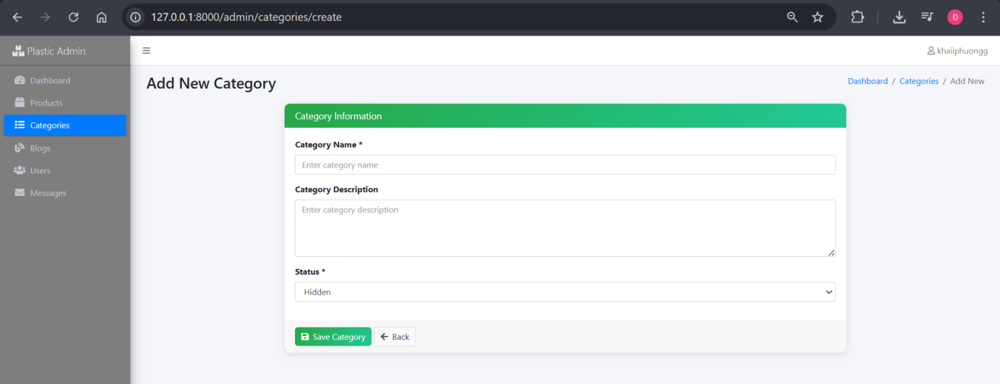 127.0.0.1:8000/admin/categories/create
Đ
Plastic Admin
khaiiphuongg
Dashboard
Products
Categories
Blogs
Users
Messages
Add New Category
Dashboard / Categories / Add New
Category Information
Category Name *
Enter category name
Category Description
Enter category description
Status *
Hidden
Save Category
Back